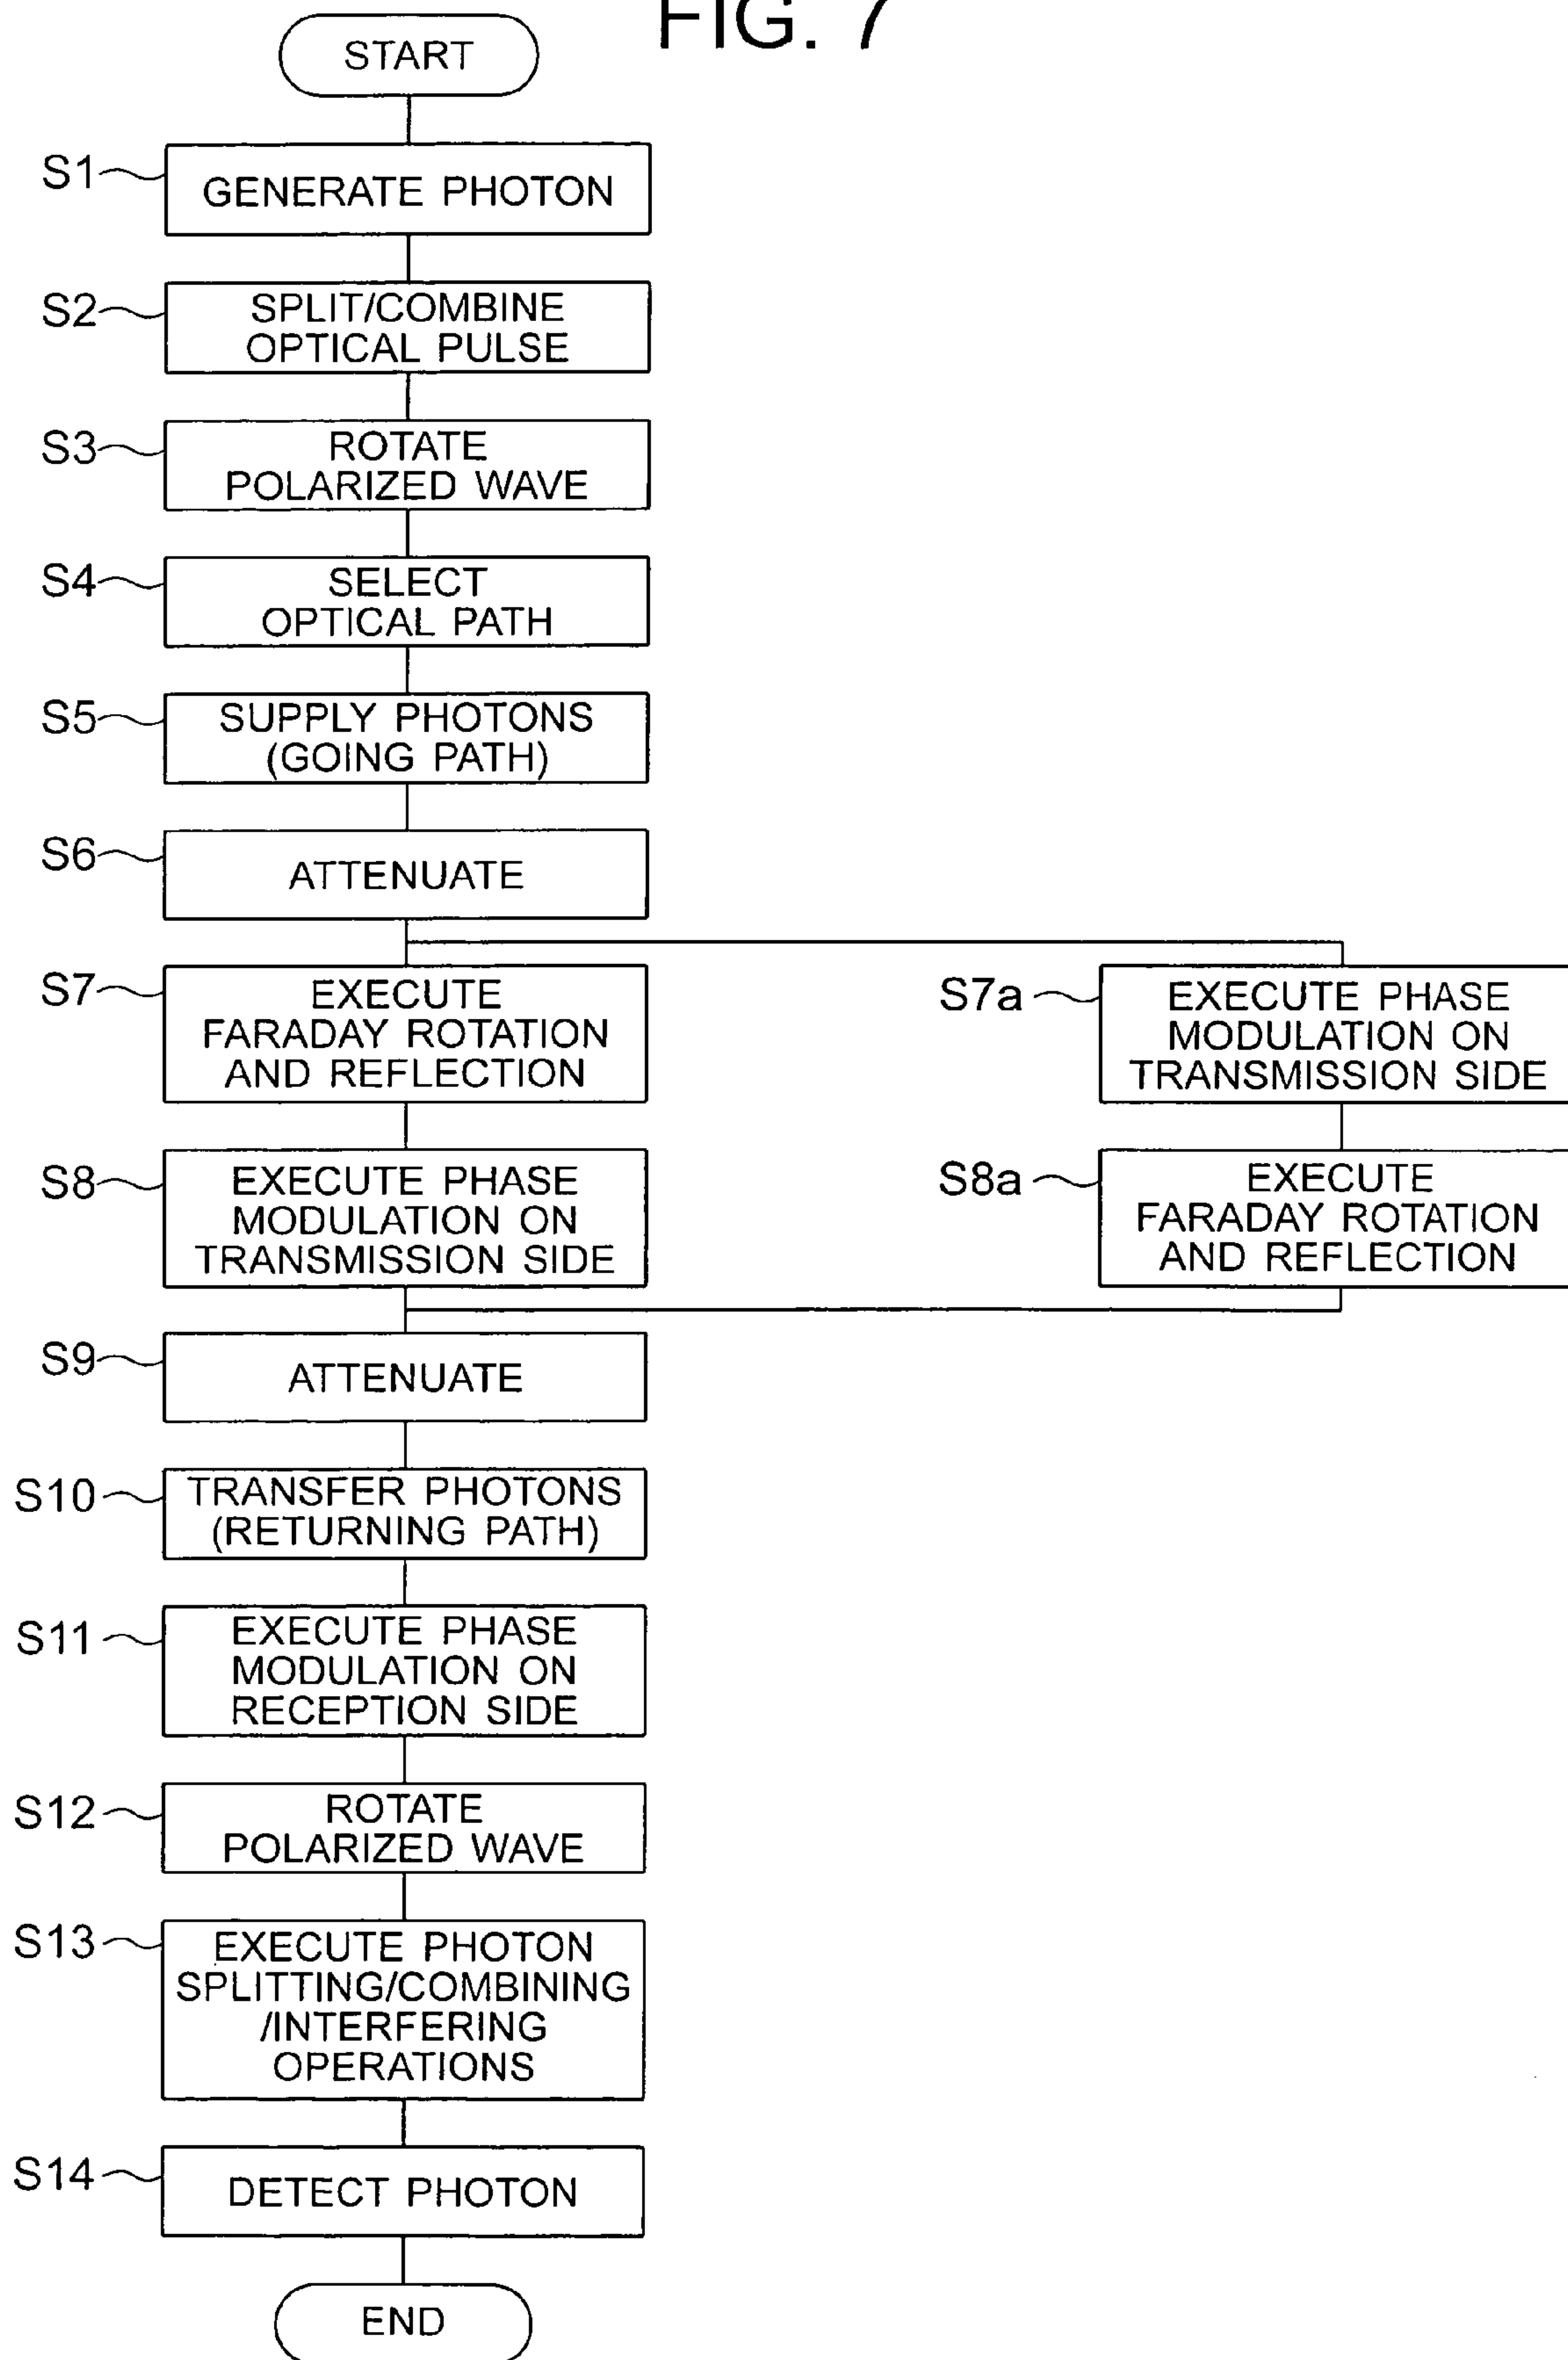 FIG. 7
START
S1
GENERATE PHOTON
S2
SPLIT/COMBINE
OPTICAL PULSE
S3
ROTATE
POLARIZED WAVE
S4
SELECT
OPTICAL PATH
S5
SUPPLY PHOTONS
(GOING PATH)
S6
ATTENUATE
S7
EXECUTE
FARADAY ROTATION
AND REFLECTION
S7a
EXECUTE PHASE
MODULATION ON
TRANSMISSION SIDE
S8
EXECUTE PHASE
MODULATION ON
TRANSMISSION SIDE
S8a
EXECUTE
FARADAY ROTATION
AND REFLECTION
S9
ATTENUATE
S10
TRANSFER PHOTONS
(RETURNING PATH)
S11
EXECUTE PHASE
MODULATION ON
RECEPTION SIDE
S12
ROTATE
POLARIZED WAVE
S13
EXECUTE PHOTON
SPLITTING/COMBINING
/INTERFERING
OPERATIONS
S14
DETECT PHOTON
END